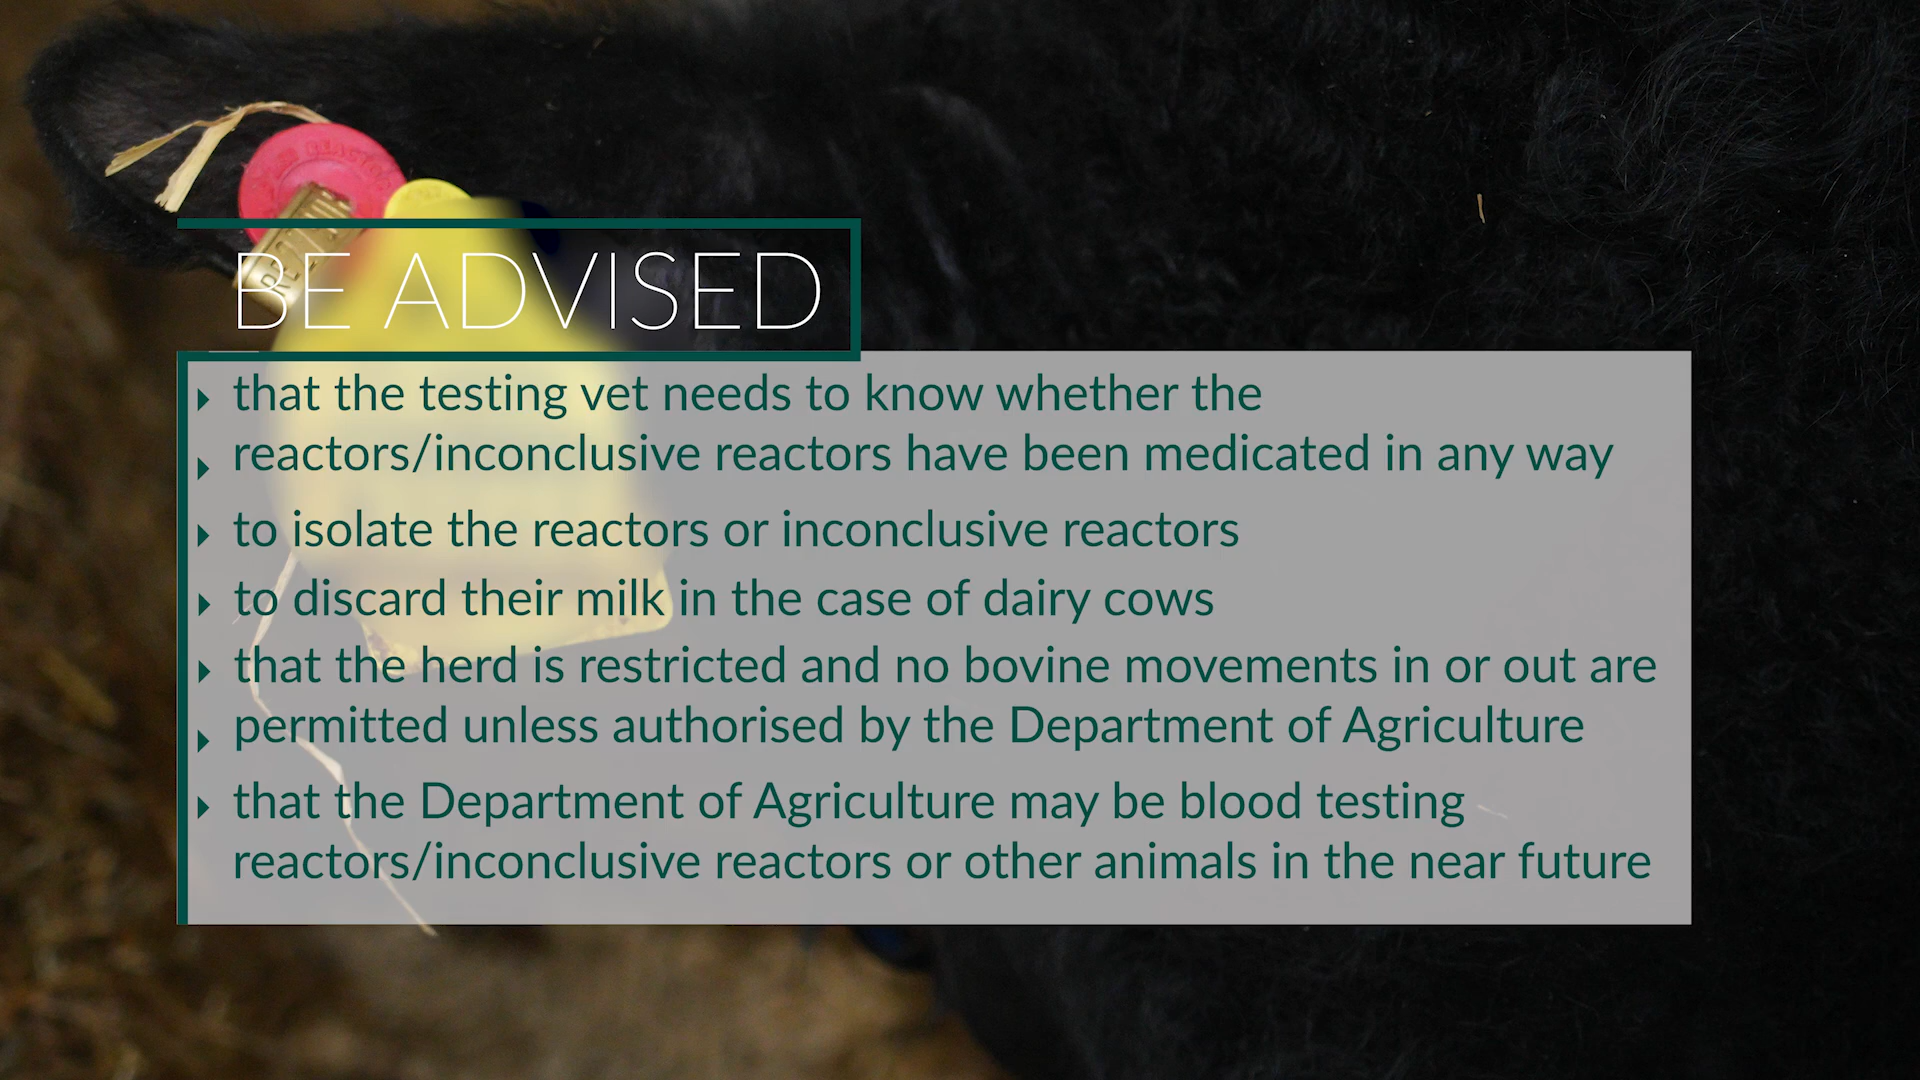 BE ADVISED
that the testing vet needs to know whether the
reactors/inconclusive reactors have been medicated in any way
to isolate the reactors or inconclusive reactors
to discard their milk in the case of dairy cows
that the herd is restricted and no bovine movements in or out are
permitted unless authorised by the Department of Agriculture
that the Department of Agriculture may be blood testing
reactors/inconclusive reactors or other animals in the near future